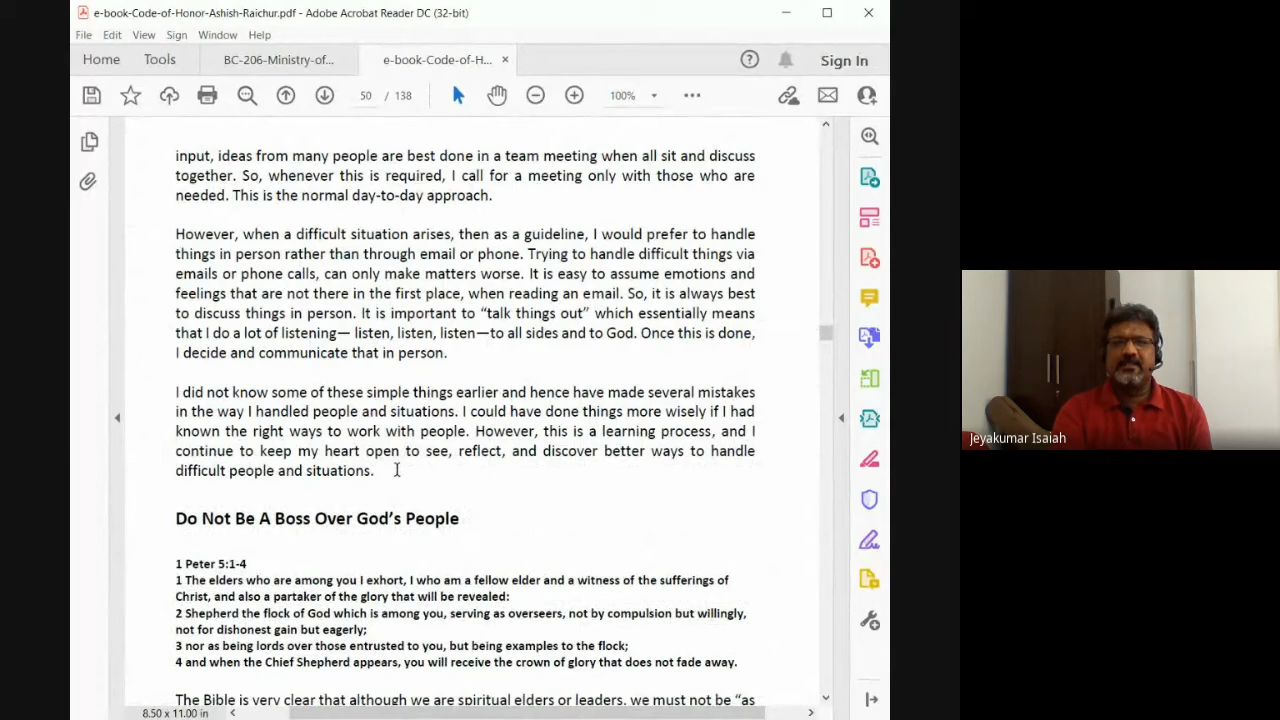 e-book-Code-of-Honor-Ashish-Raichur.pdf - Adobe Acrobat Reader DC (32-bit)
File Edit View Sign Window Help
Home Tools BC-206-Ministry-of... e-book-Code-of-H... × Sign In
50 / 138 100%
input, ideas from many people are best done in a team meeting when all sit and discuss
together. So, whenever this is required, I call for a meeting only with those who are
needed. This is the normal day-to-day approach.
However, when a difficult situation arises, then as a guideline, I would prefer to handle
things in person rather than through email or phone. Trying to handle difficult things via
emails or phone calls, can only make matters worse. It is easy to assume emotions and
feelings that are not there in the first place, when reading an email. So, it is always best
to discuss things in person. It is important to “talk things out” which essentially means
that I do a lot of listening— listen, listen, listen—to all sides and to God. Once this is done,
I decide and communicate that in person.
I did not know some of these simple things earlier and hence have made several mistakes
in the way I handled people and situations. I could have done things more wisely if I had
known the right ways to work with people. However, this is a learning process, and I
continue to keep my heart open to see, reflect, and discover better ways to handle
difficult people and situations.
Do Not Be A Boss Over God’s People
1 Peter 5:1-4
1 The elders who are among you I exhort, I who am a fellow elder and a witness of the sufferings of
Christ, and also a partaker of the glory that will be revealed:
2 Shepherd the flock of God which is among you, serving as overseers, not by compulsion but willingly,
not for dishonest gain but eagerly;
3 nor as being lords over those entrusted to you, but being examples to the flock;
4 and when the Chief Shepherd appears, you will receive the crown of glory that does not fade away.
The Bible is very clear that although we are spiritual elders or leaders, we must not be “as
8.50 x 11.00 in
Jeyakumar Isaiah